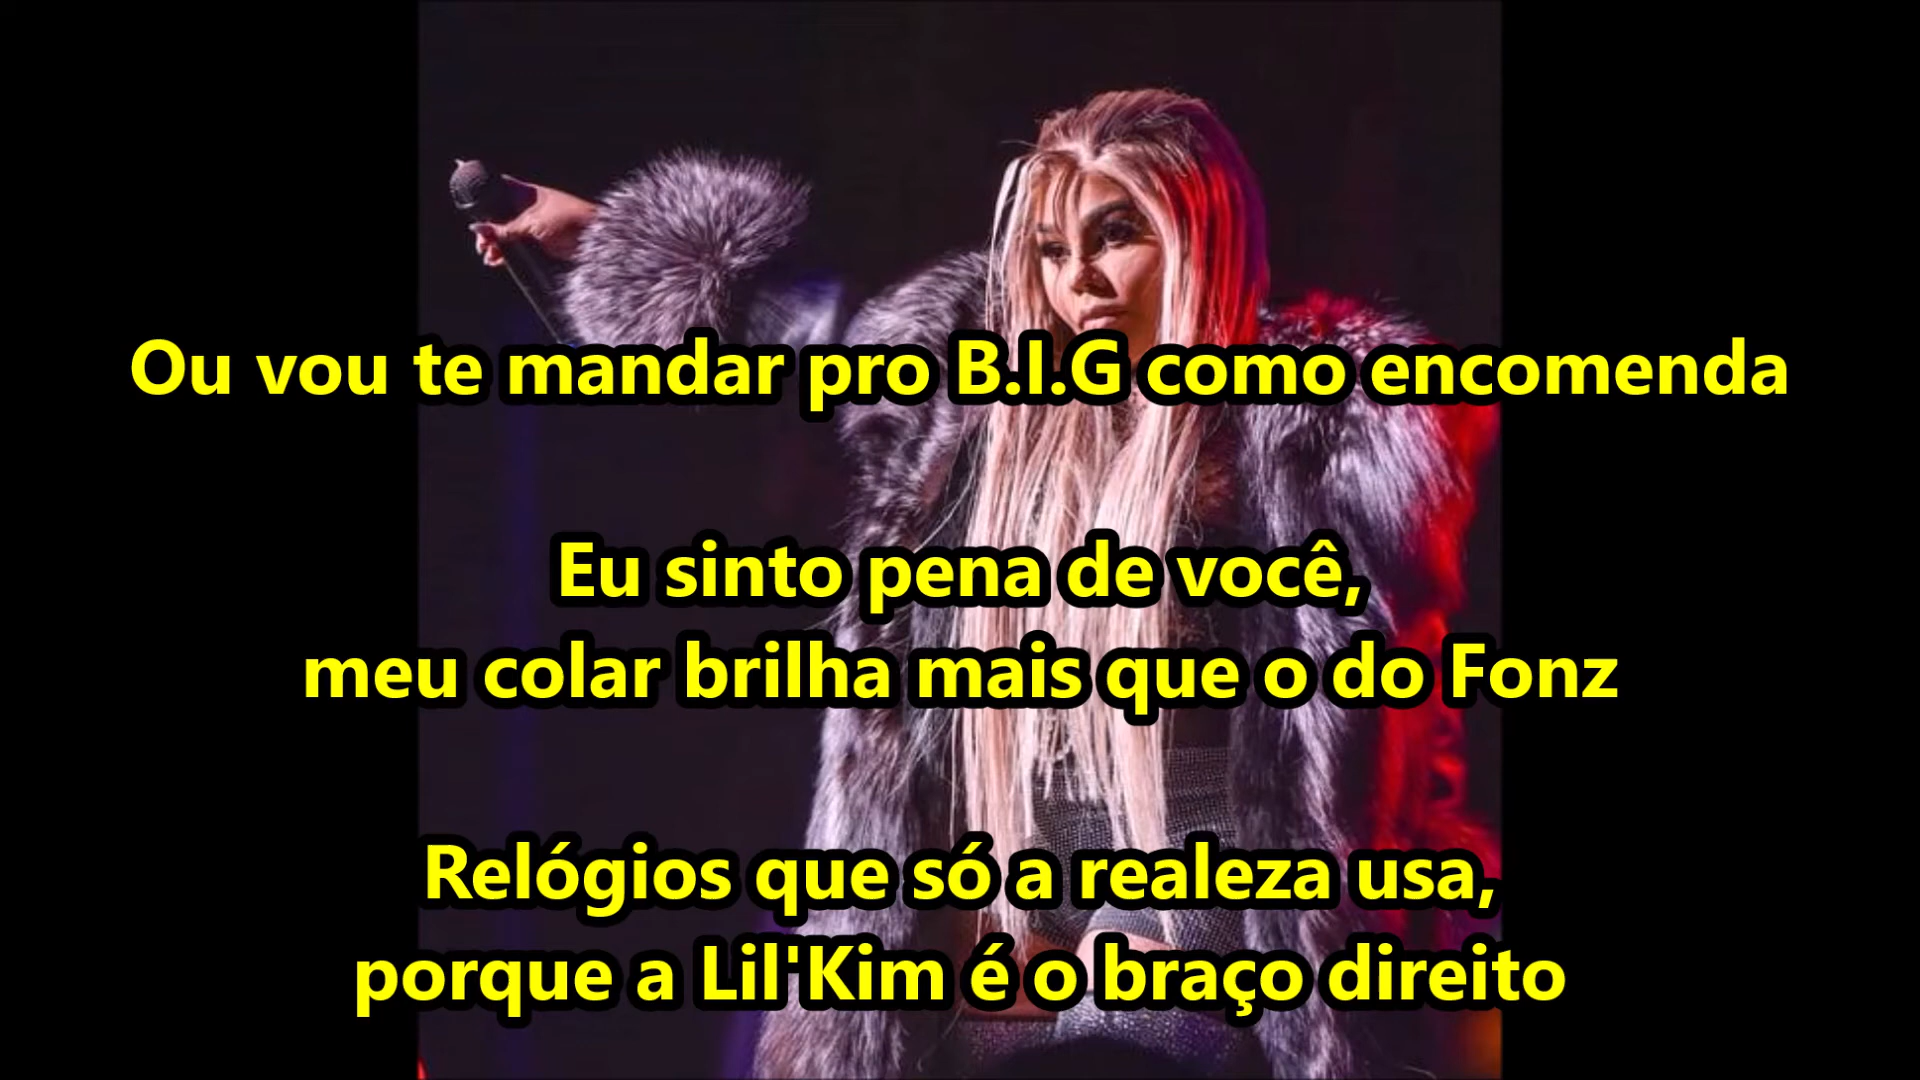 Ou vou te mandar pro B.I.G como encomenda
Eu sinto pena de você,
meu colar brilha mais que o do Fonz
Relógios que só a realeza usa,
porque a Lil'Kim é o braço direito